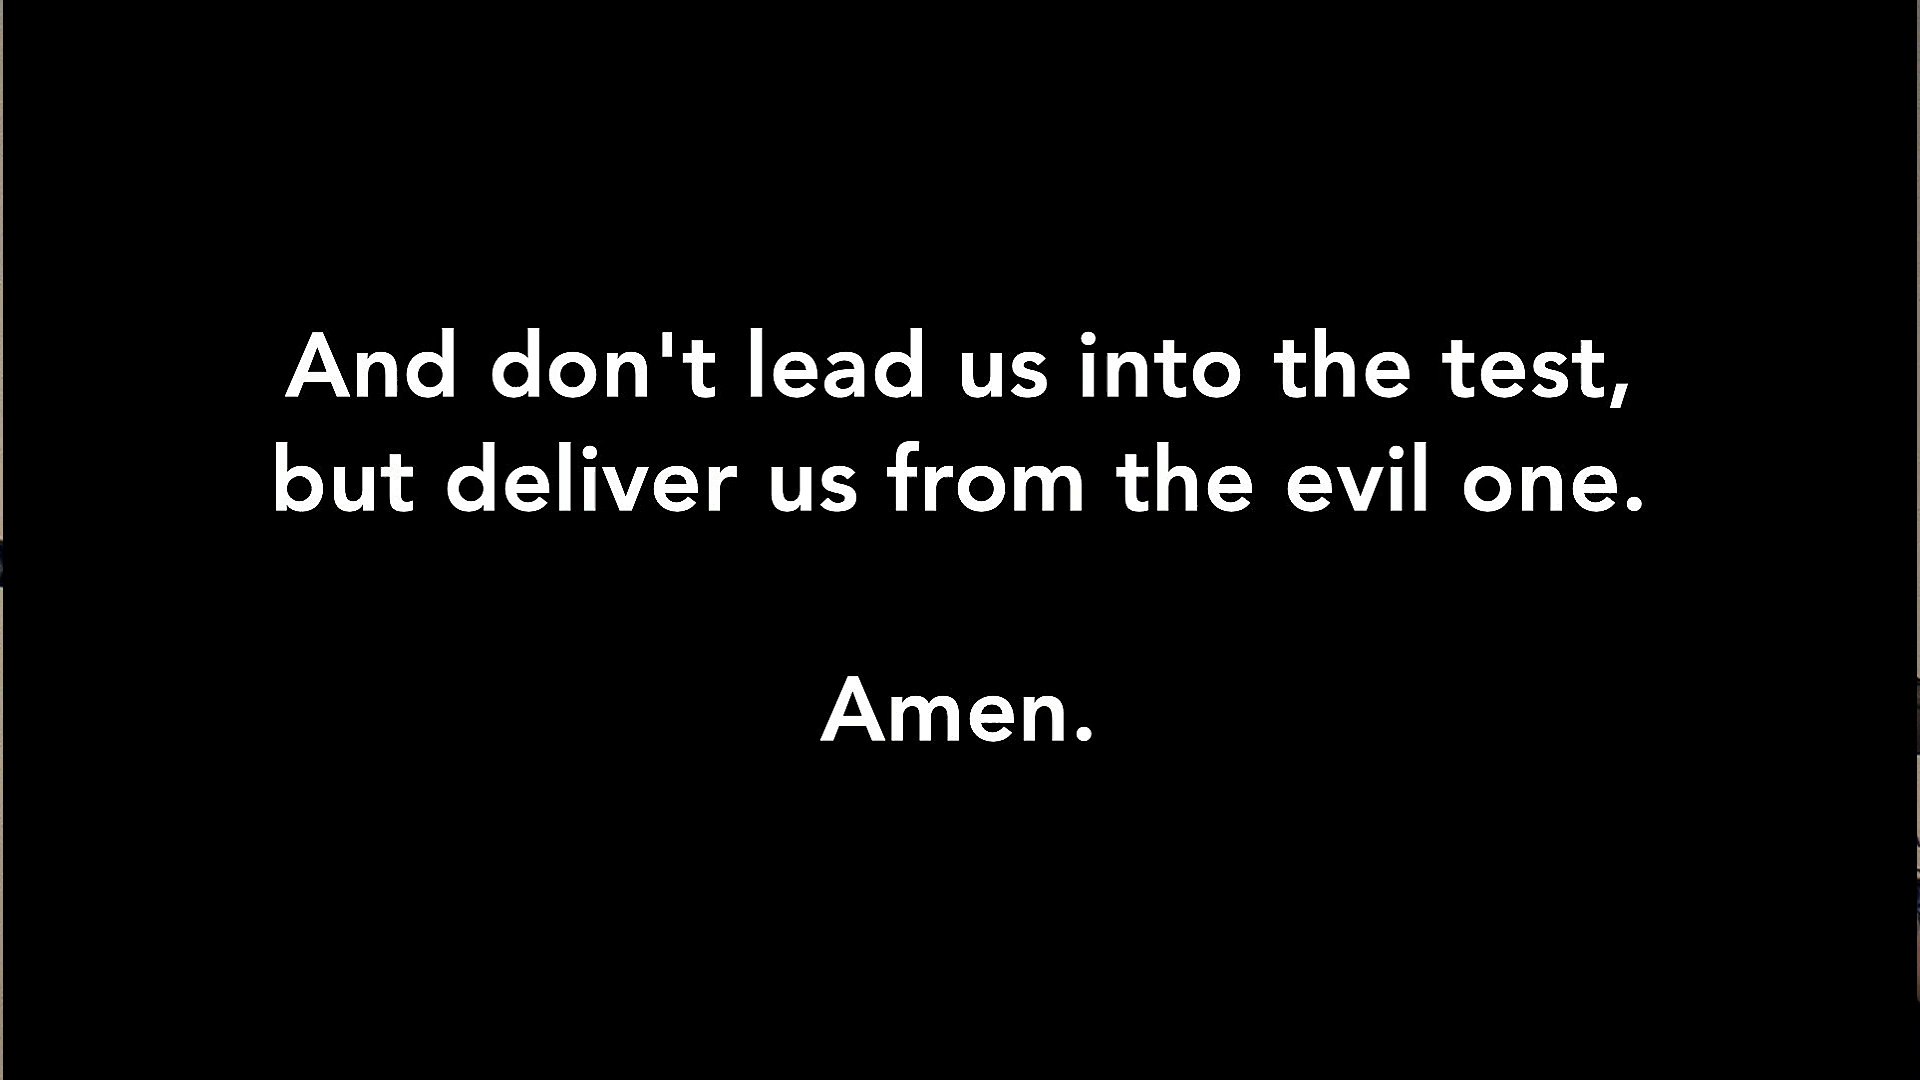 And don't lead us into the test,
but deliver us from the evil one.
Amen.